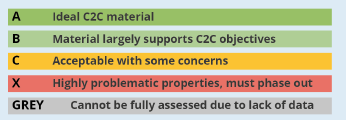 A Ideal C2C material
B Material largely supports C2C objectives
C Acceptable with some concerns
X Highly problematic properties, must phase out
GREY Cannot be fully assessed due to lack of data